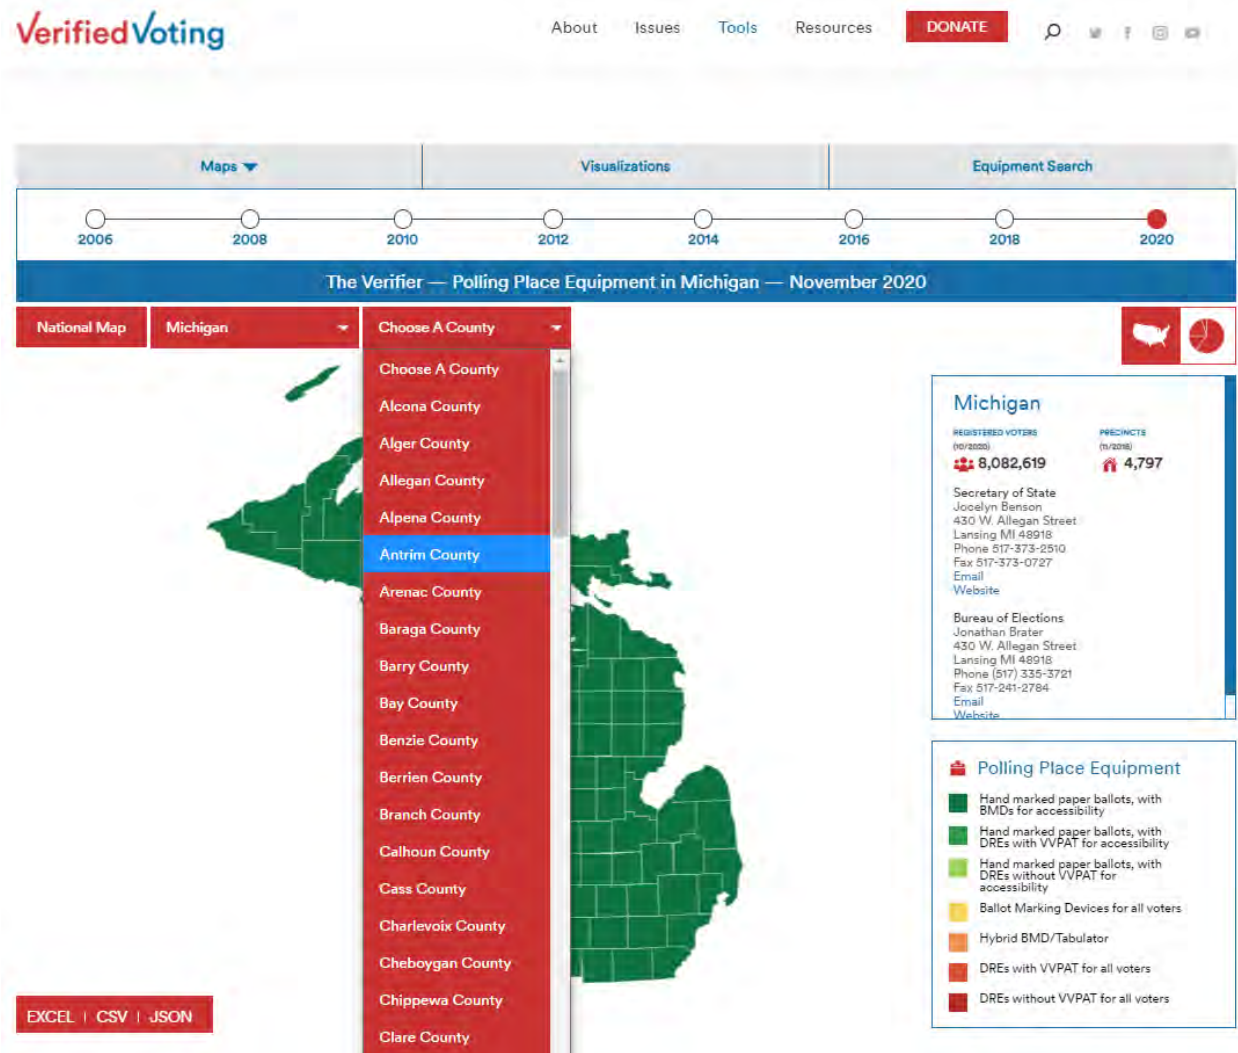 VerifiedVoting
About Issues Tools Resources DONATE
Maps Visualizations Equipment Search
2006 2008 2010 2012 2014 2016 2018 2020
The Verifier — Polling Place Equipment in Michigan — November 2020
National Map Michigan Choose A County
Choose A County
Alcona County
Alger County
Allegan County
Alpena County
Antrim County
Arenac County
Baraga County
Barry County
Bay County
Benzie County
Berrien County
Branch County
Calhoun County
Cass County
Charlevoix County
Cheboygan County
Chippewa County
Clare County
EXCEL | CSV | JSON
Michigan
REGISTERED VOTERS PRECINCTS
(10/2020) (11/2018)
8,082,619 4,797
Secretary of State
Jocelyn Benson
430 W. Allegan Street
Lansing MI 48918
Phone 517-373-2510
Fax 517-373-0727
Email
Website
Bureau of Elections
Jonathan Brater
430 W. Allegan Street
Lansing MI 48918
Phone (517) 335-3721
Fax 517-241-2784
Email
Website
Polling Place Equipment
Hand marked paper ballots, with
BMDs for accessibility
Hand marked paper ballots, with
DREs with VVPAT for accessibility
Hand marked paper ballots, with
DREs without VVPAT for
accessibility
Ballot Marking Devices for all voters
Hybrid BMD/Tabulator
DREs with VVPAT for all voters
DREs without VVPAT for all voters